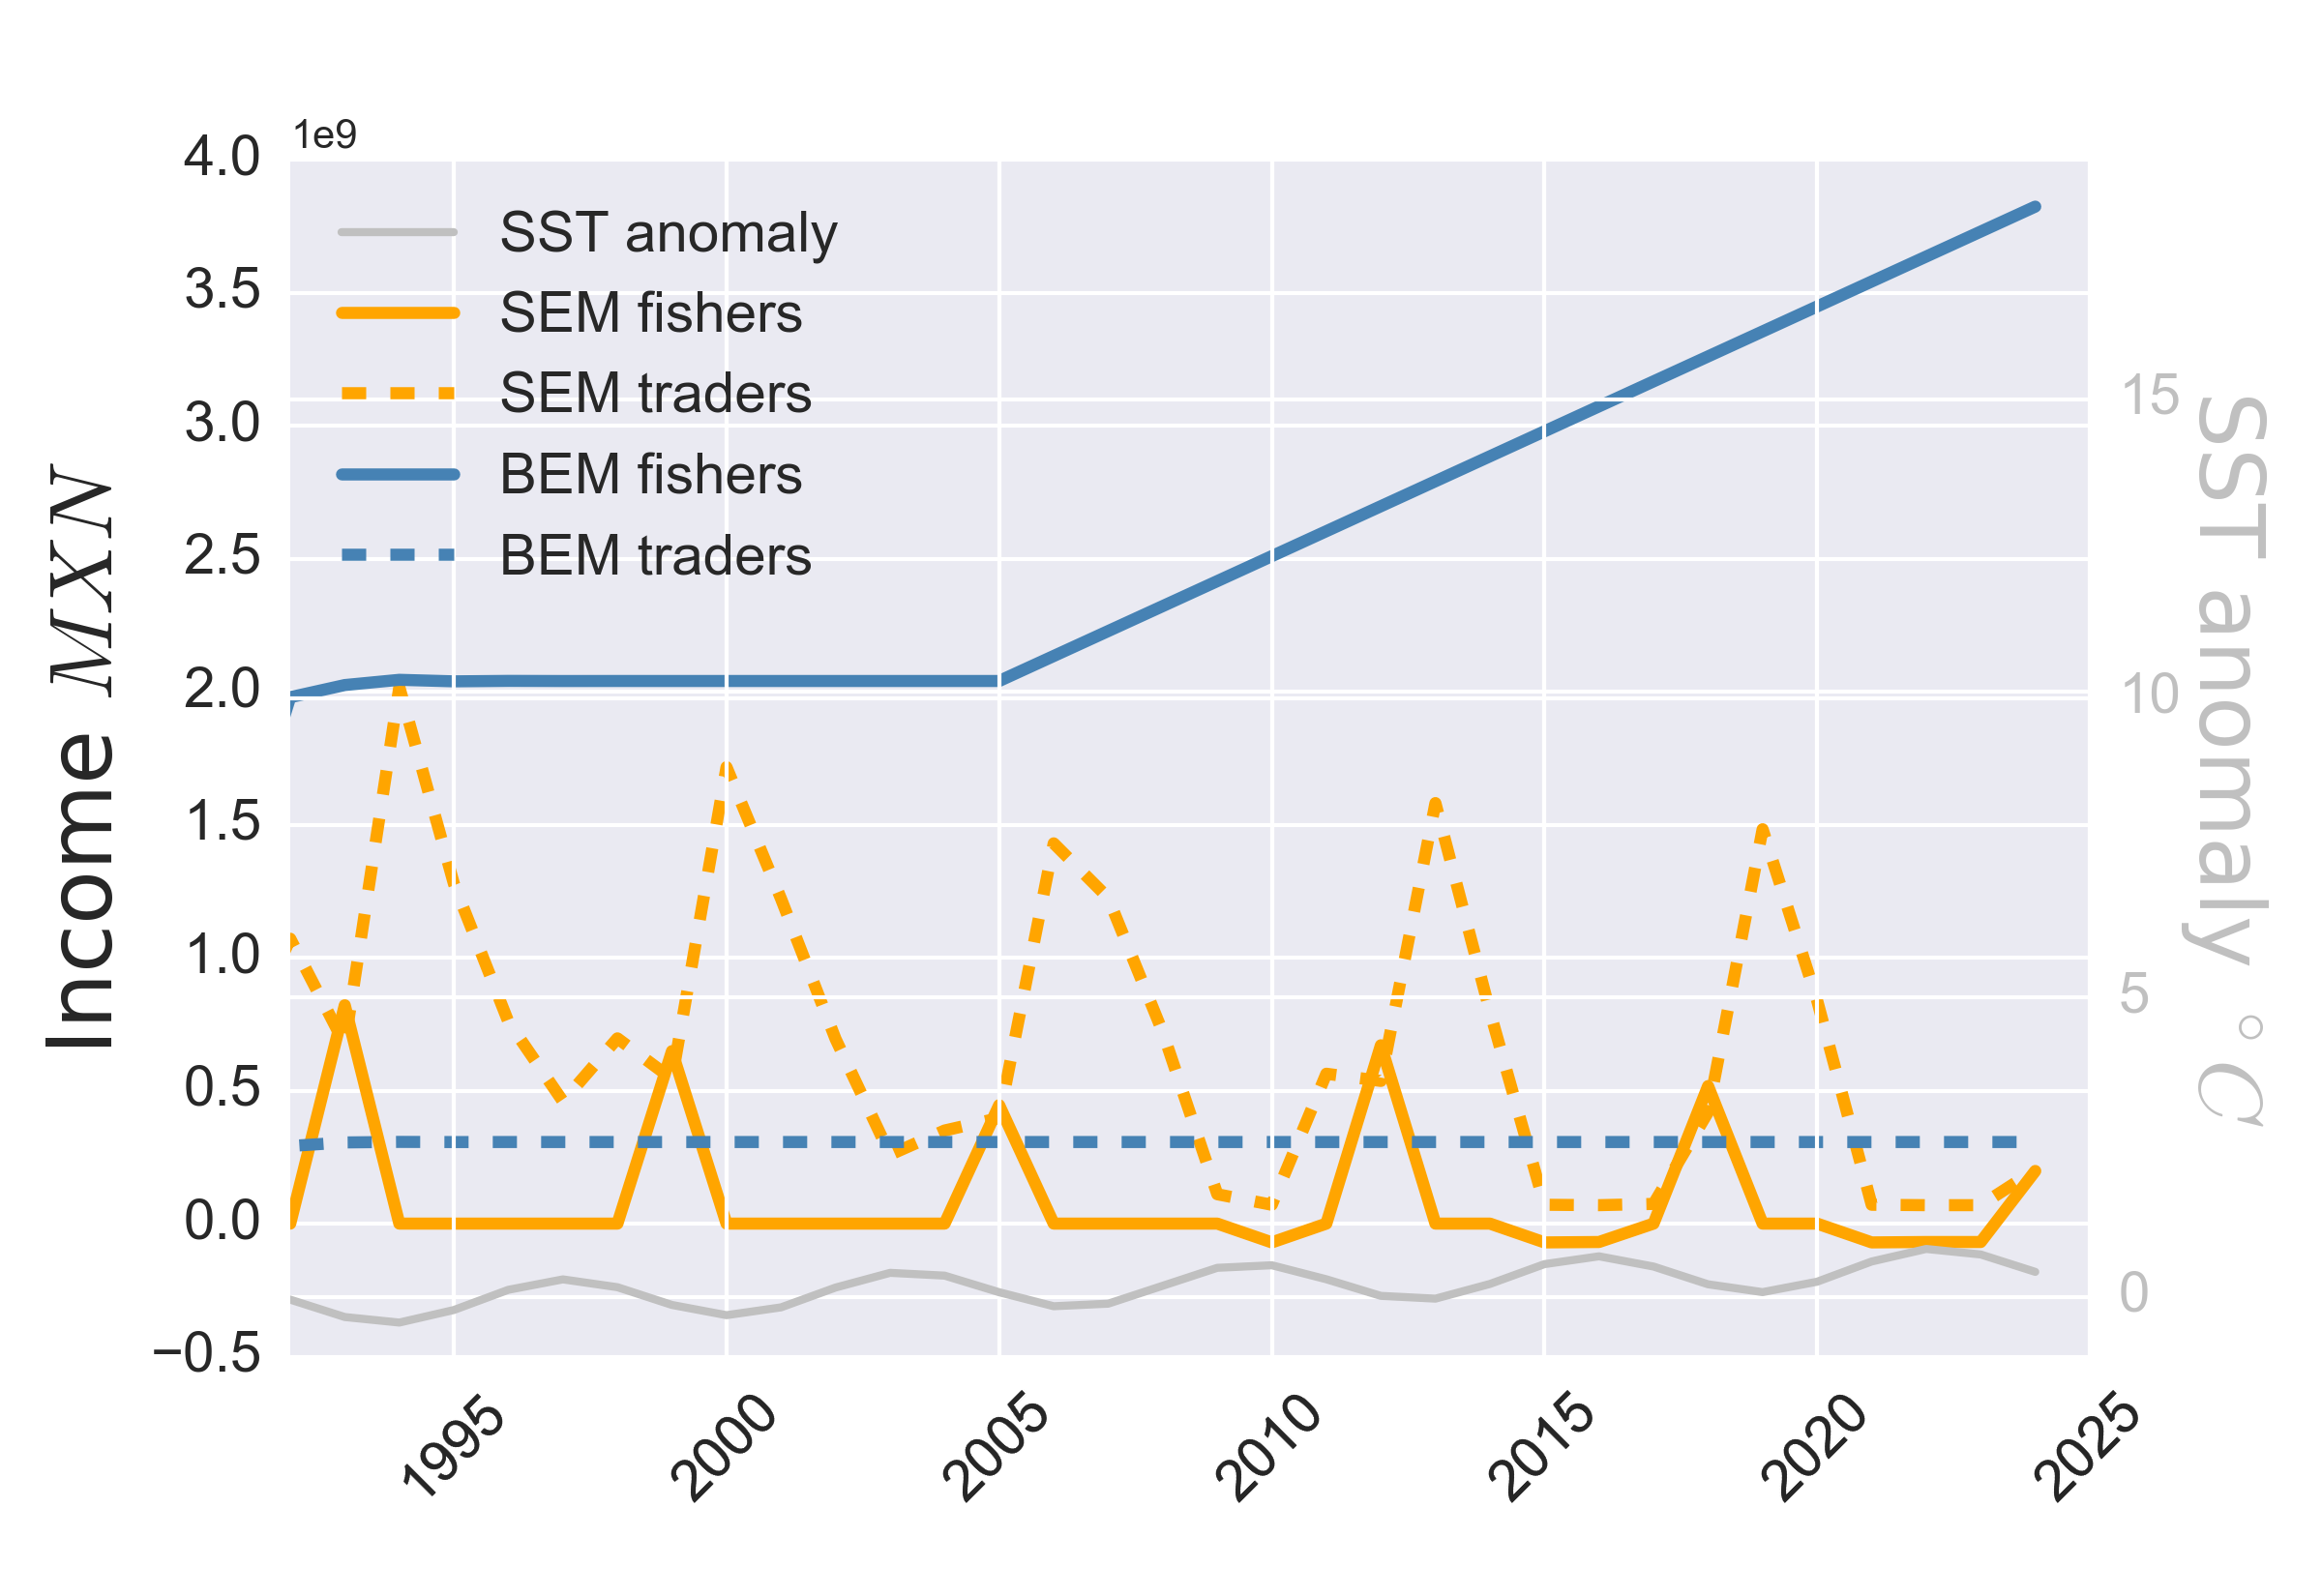 1e9
4.0
3.5
3.0
2.5
2.0
1.5
1.0
0.5
0.0
−0.5
Income MXN
SST anomaly
SEM fishers
SEM traders
BEM fishers
BEM traders
15
10
5
0
SST anomaly °C
1995
2000
2005
2010
2015
2020
2025